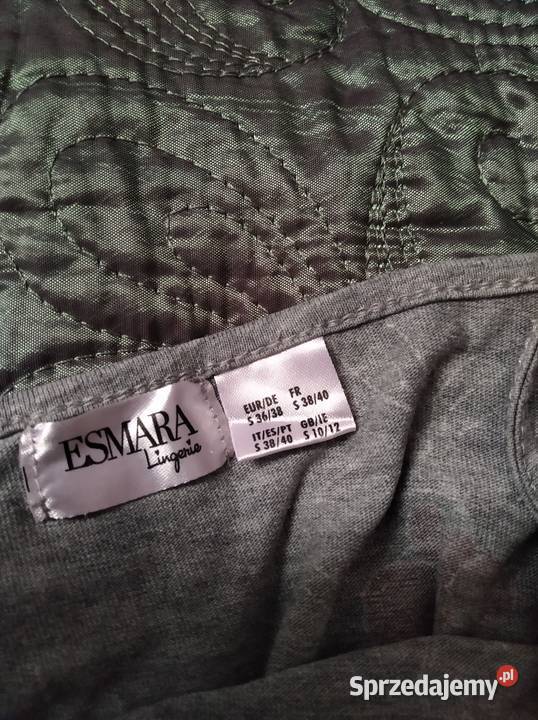 ESMARA
Lingerie
EUR/DE FR
S 36/38 S 38/40
IT/ES/PT GB/IE
S 38/40 S 10/12
Sprzedajemy.pl